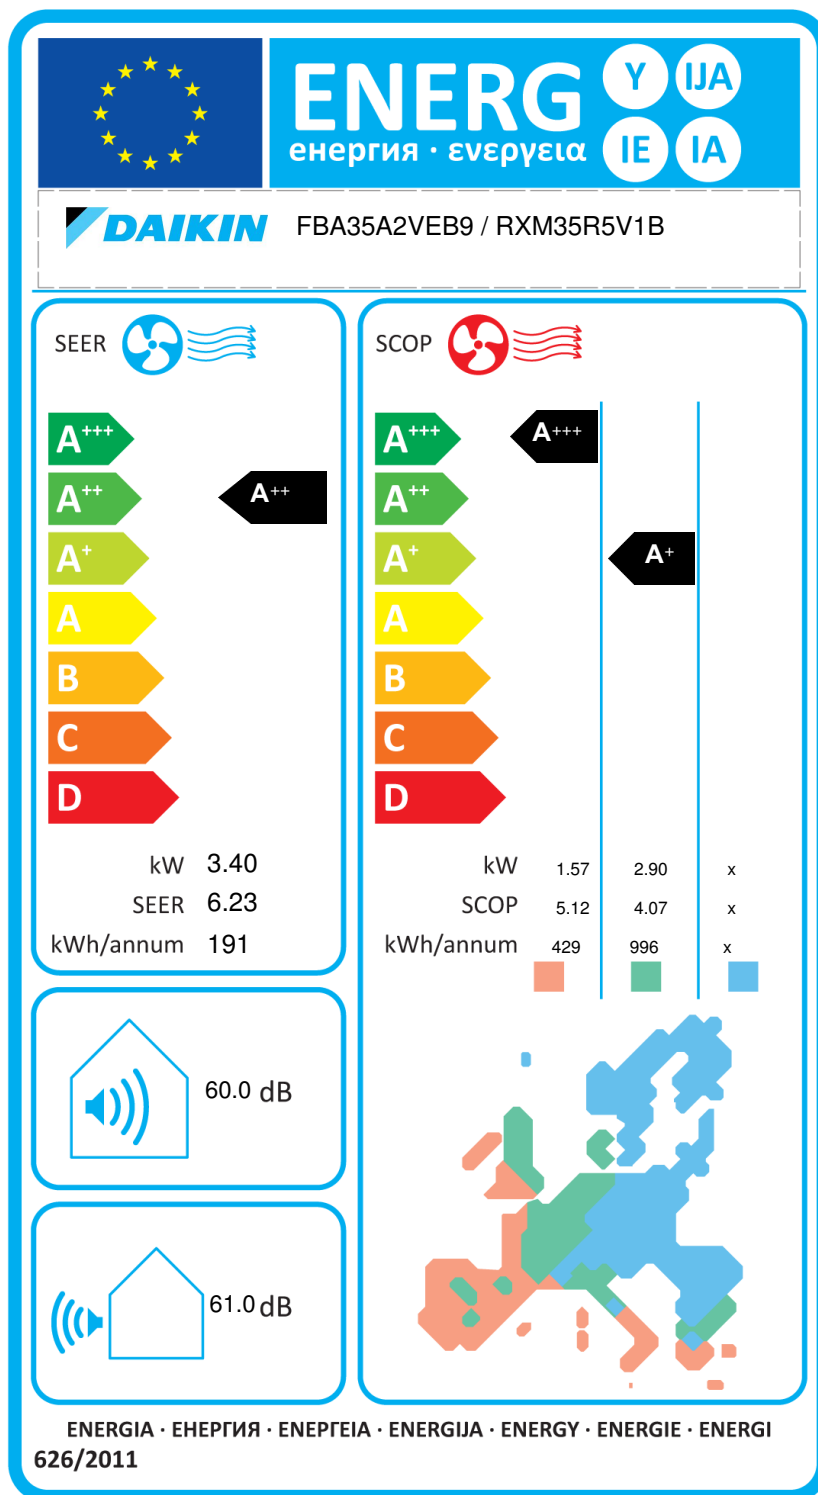 ENERG
енергия · ενεργεια
Y IJA
IE IA
DAIKIN
FBA35A2VEB9 / RXM35R5V1B
SEER
A+++
A++
A++
A+
A
B
C
D
kW 3.40
SEER 6.23
kWh/annum 191
SCOP
A+++
A+++
A++
A+
A+
A
B
C
D
kW 1.57 2.90 x
SCOP 5.12 4.07 x
kWh/annum 429 996 x
60.0 dB
61.0 dB
ENERGIA · ЕНЕРГИЯ · ΕΝΕΡΓΕΙΑ · ENERGIJA · ENERGY · ENERGIE · ENERGI
626/2011